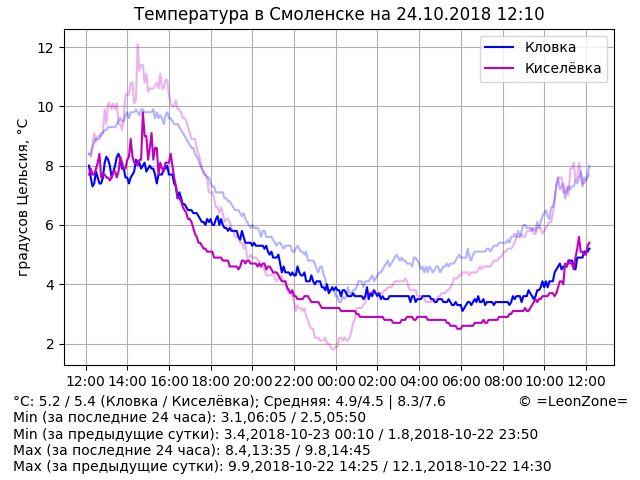 Температура в Смоленске на 24.10.2018 12:10
Кловка
Киселёвка
градусов Цельсия, °C
12
10
8
6
4
2
12:00 14:00 16:00 18:00 20:00 22:00 00:00 02:00 04:00 06:00 08:00 10:00 12:00
°C: 5.2 / 5.4 (Кловка / Киселёвка); Средняя: 4.9/4.5 | 8.3/7.6 © =LeonZone=
Min (за последние 24 часа): 3.1,06:05 / 2.5,05:50
Min (за предыдущие сутки): 3.4,2018-10-23 00:10 / 1.8,2018-10-22 23:50
Max (за последние 24 часа): 8.4,13:35 / 9.8,14:45
Max (за предыдущие сутки): 9.9,2018-10-22 14:25 / 12.1,2018-10-22 14:30